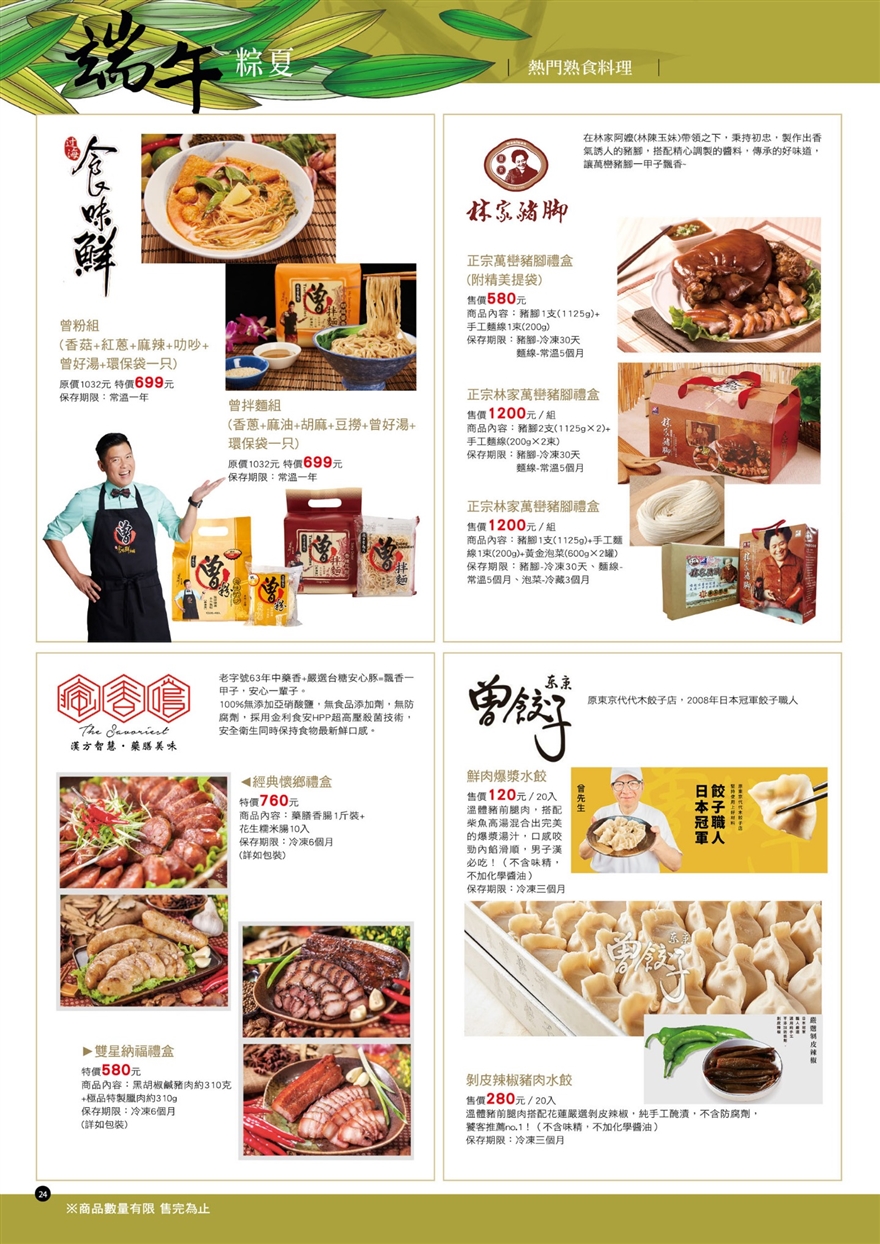 端午
粽夏
熱門熟食料理
過海
食味鮮
曾粉組
(香菇+紅蔥+麻辣+叻吵+
曾好湯+環保袋一只)
原價1032元 特價699元
保存期限：常溫一年
曾拌麵組
(香蔥+麻油+胡麻+豆撈+曾好湯+
環保袋一只)
原價1032元 特價699元
保存期限：常溫一年
在林家阿嬤(林陳玉妹)帶領之下，秉持初忠，製作出香
氣誘人的豬腳，搭配精心調製的醬料，傳承的好味道，
讓萬巒豬腳一甲子飄香~
林家豬腳
正宗萬巒豬腳禮盒
(附精美提袋)
售價580元
商品內容：豬腳1支(1125g)+
手工麵線1束(200g)
保存期限：豬腳-冷凍30天
麵線-常溫5個月
正宗林家萬巒豬腳禮盒
售價1200元 / 組
商品內容：豬腳2支(1125g×2)+
手工麵線(200g×2束)
保存期限：豬腳-冷凍30天
麵線-常溫5個月
正宗林家萬巒豬腳禮盒
售價1200元 / 組
商品內容：豬腳1支(1125g)+手工麵
線1束(200g)+黃金泡菜(600g×2罐)
保存期限：豬腳-冷凍30天、麵線-
常溫5個月、泡菜-冷藏3個月
The Savoriest
漢方智慧・藥膳美味
老字號63年中藥香+嚴選台糖安心豚=飄香一
甲子，安心一輩子。
100%無添加亞硝酸鹽，無食品添加劑，無防
腐劑，採用金利食安HPP超高壓殺菌技術，
安全衛生同時保持食物最新鮮口感。
◀經典懷鄉禮盒
特價760元
商品內容：藥膳香腸1斤裝+
花生糯米腸10入
保存期限：冷凍6個月
(詳如包裝)
▶雙星納福禮盒
特價580元
商品內容：黑胡椒鹹豬肉約310克
+極品特製臘肉約310g
保存期限：冷凍6個月
(詳如包裝)
东京
曾餃子
原東京代代木餃子店，2008年日本冠軍餃子職人
鮮肉爆漿水餃
售價120元 / 20入
溫體豬前腿肉，搭配
柴魚高湯混合出完美
的爆漿湯汁，口感咬
勁內餡滑順，男子漢
必吃！（不含味精，
不加化學醬油）
保存期限：冷凍三個月
曾先生
餃子職人
日本冠軍
东京
曾餃子
嚴選剝皮辣椒
剝皮辣椒豬肉水餃
售價280元 / 20入
溫體豬前腿肉搭配花蓮嚴選剝皮辣椒，純手工醃漬，不含防腐劑，
饕客推薦no.1！（不含味精，不加化學醬油）
保存期限：冷凍三個月
24
※商品數量有限 售完為止